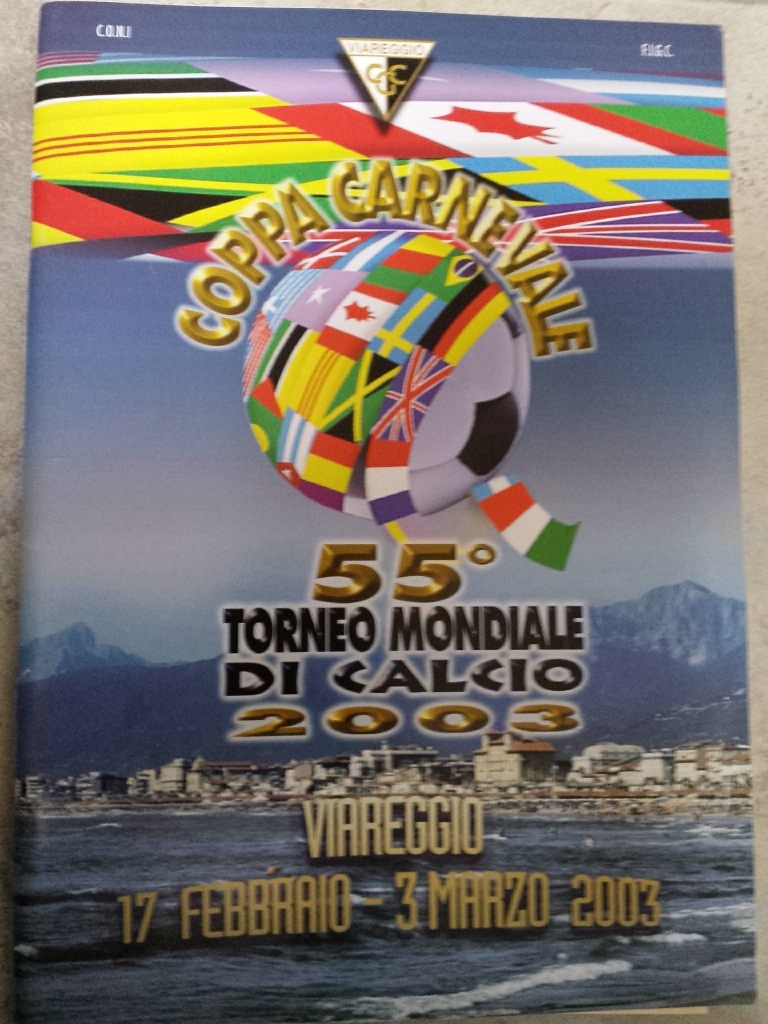 C.O.N.I
F.I.G.C.
VIAREGGIO
CGC
COPPA CARNEVALE
55°
TORNEO MONDIALE
DI CALCIO
2003
VIAREGGIO
17 FEBBRAIO - 3 MARZO 2003